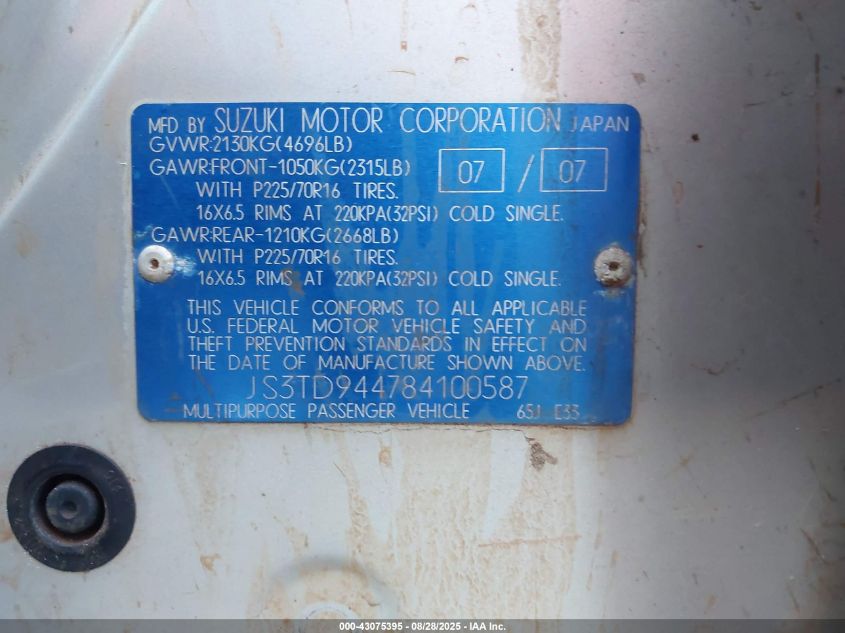 MFD BY SUZUKI MOTOR CORPORATION JAPAN
GVWR:2130KG(4696LB)
GAWR:FRONT-1050KG(2315LB) 07 / 07
WITH P225/70R16 TIRES.
16X6.5 RIMS AT 220KPA(32PSI) COLD SINGLE.
GAWR:REAR-1210KG(2668LB)
WITH P225/70R16 TIRES.
16X6.5 RIMS AT 220KPA(32PSI) COLD SINGLE.
THIS VEHICLE CONFORMS TO ALL APPLICABLE
U.S. FEDERAL MOTOR VEHICLE SAFETY AND
THEFT PREVENTION STANDARDS IN EFFECT ON
THE DATE OF MANUFACTURE SHOWN ABOVE.
JS3TD944784100587
MULTIPURPOSE PASSENGER VEHICLE 65J E33
000-43075395 - 08/28/2025 - IAA Inc.